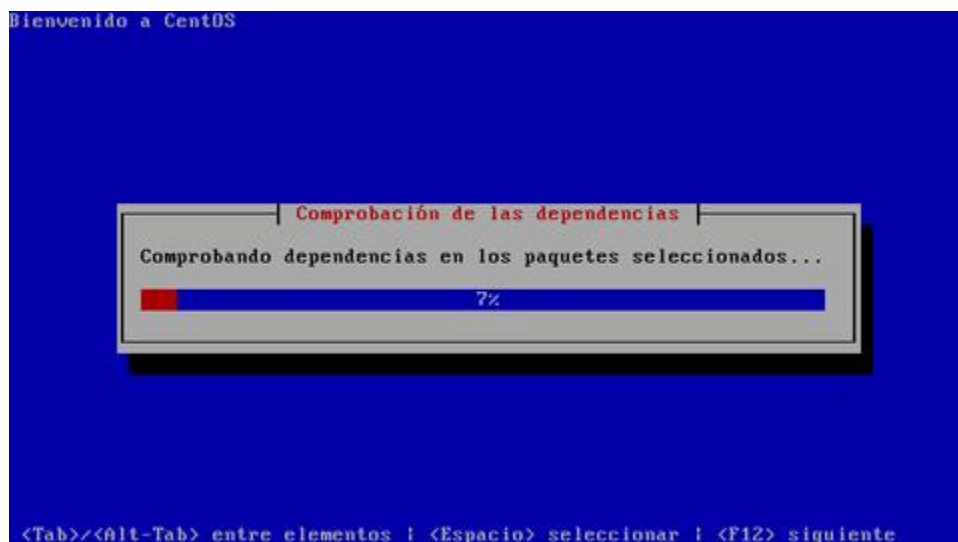 Bienvenido a CentOS
Comprobación de las dependencias
Comprobando dependencias en los paquetes seleccionados...
7%
<Tab>/<Alt-Tab> entre elementos | <Espacio> seleccionar | <F12> siguiente